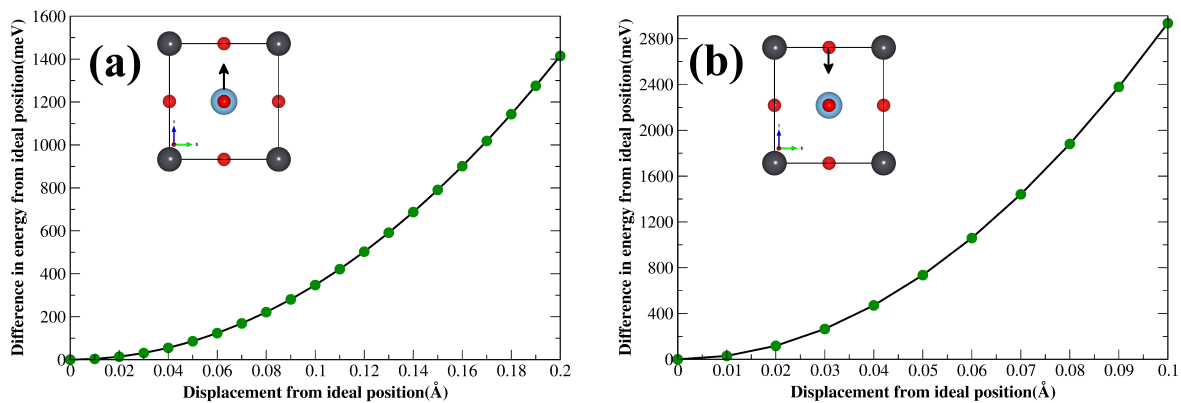 (a)
Difference in energy from ideal position(meV)
1600
1400
1200
1000
800
600
400
200
0
0 0.02 0.04 0.06 0.08 0.1 0.12 0.14 0.16 0.18 0.2
Displacement from ideal position(Å)
(b)
Difference in energy from ideal position(meV)
2800
2400
2000
1600
1200
800
400
0
0 0.01 0.02 0.03 0.04 0.05 0.06 0.07 0.08 0.09 0.1
Displacement from ideal position(Å)